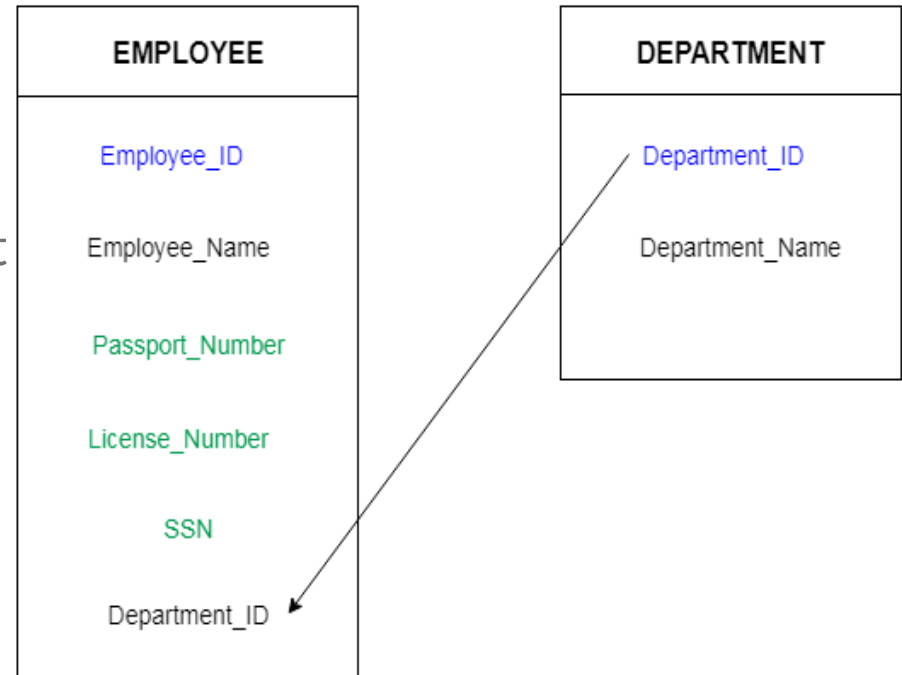 EMPLOYEE
Employee_ID
Employee_Name
Passport_Number
License_Number
SSN
Department_ID
DEPARTMENT
Department_ID
Department_Name